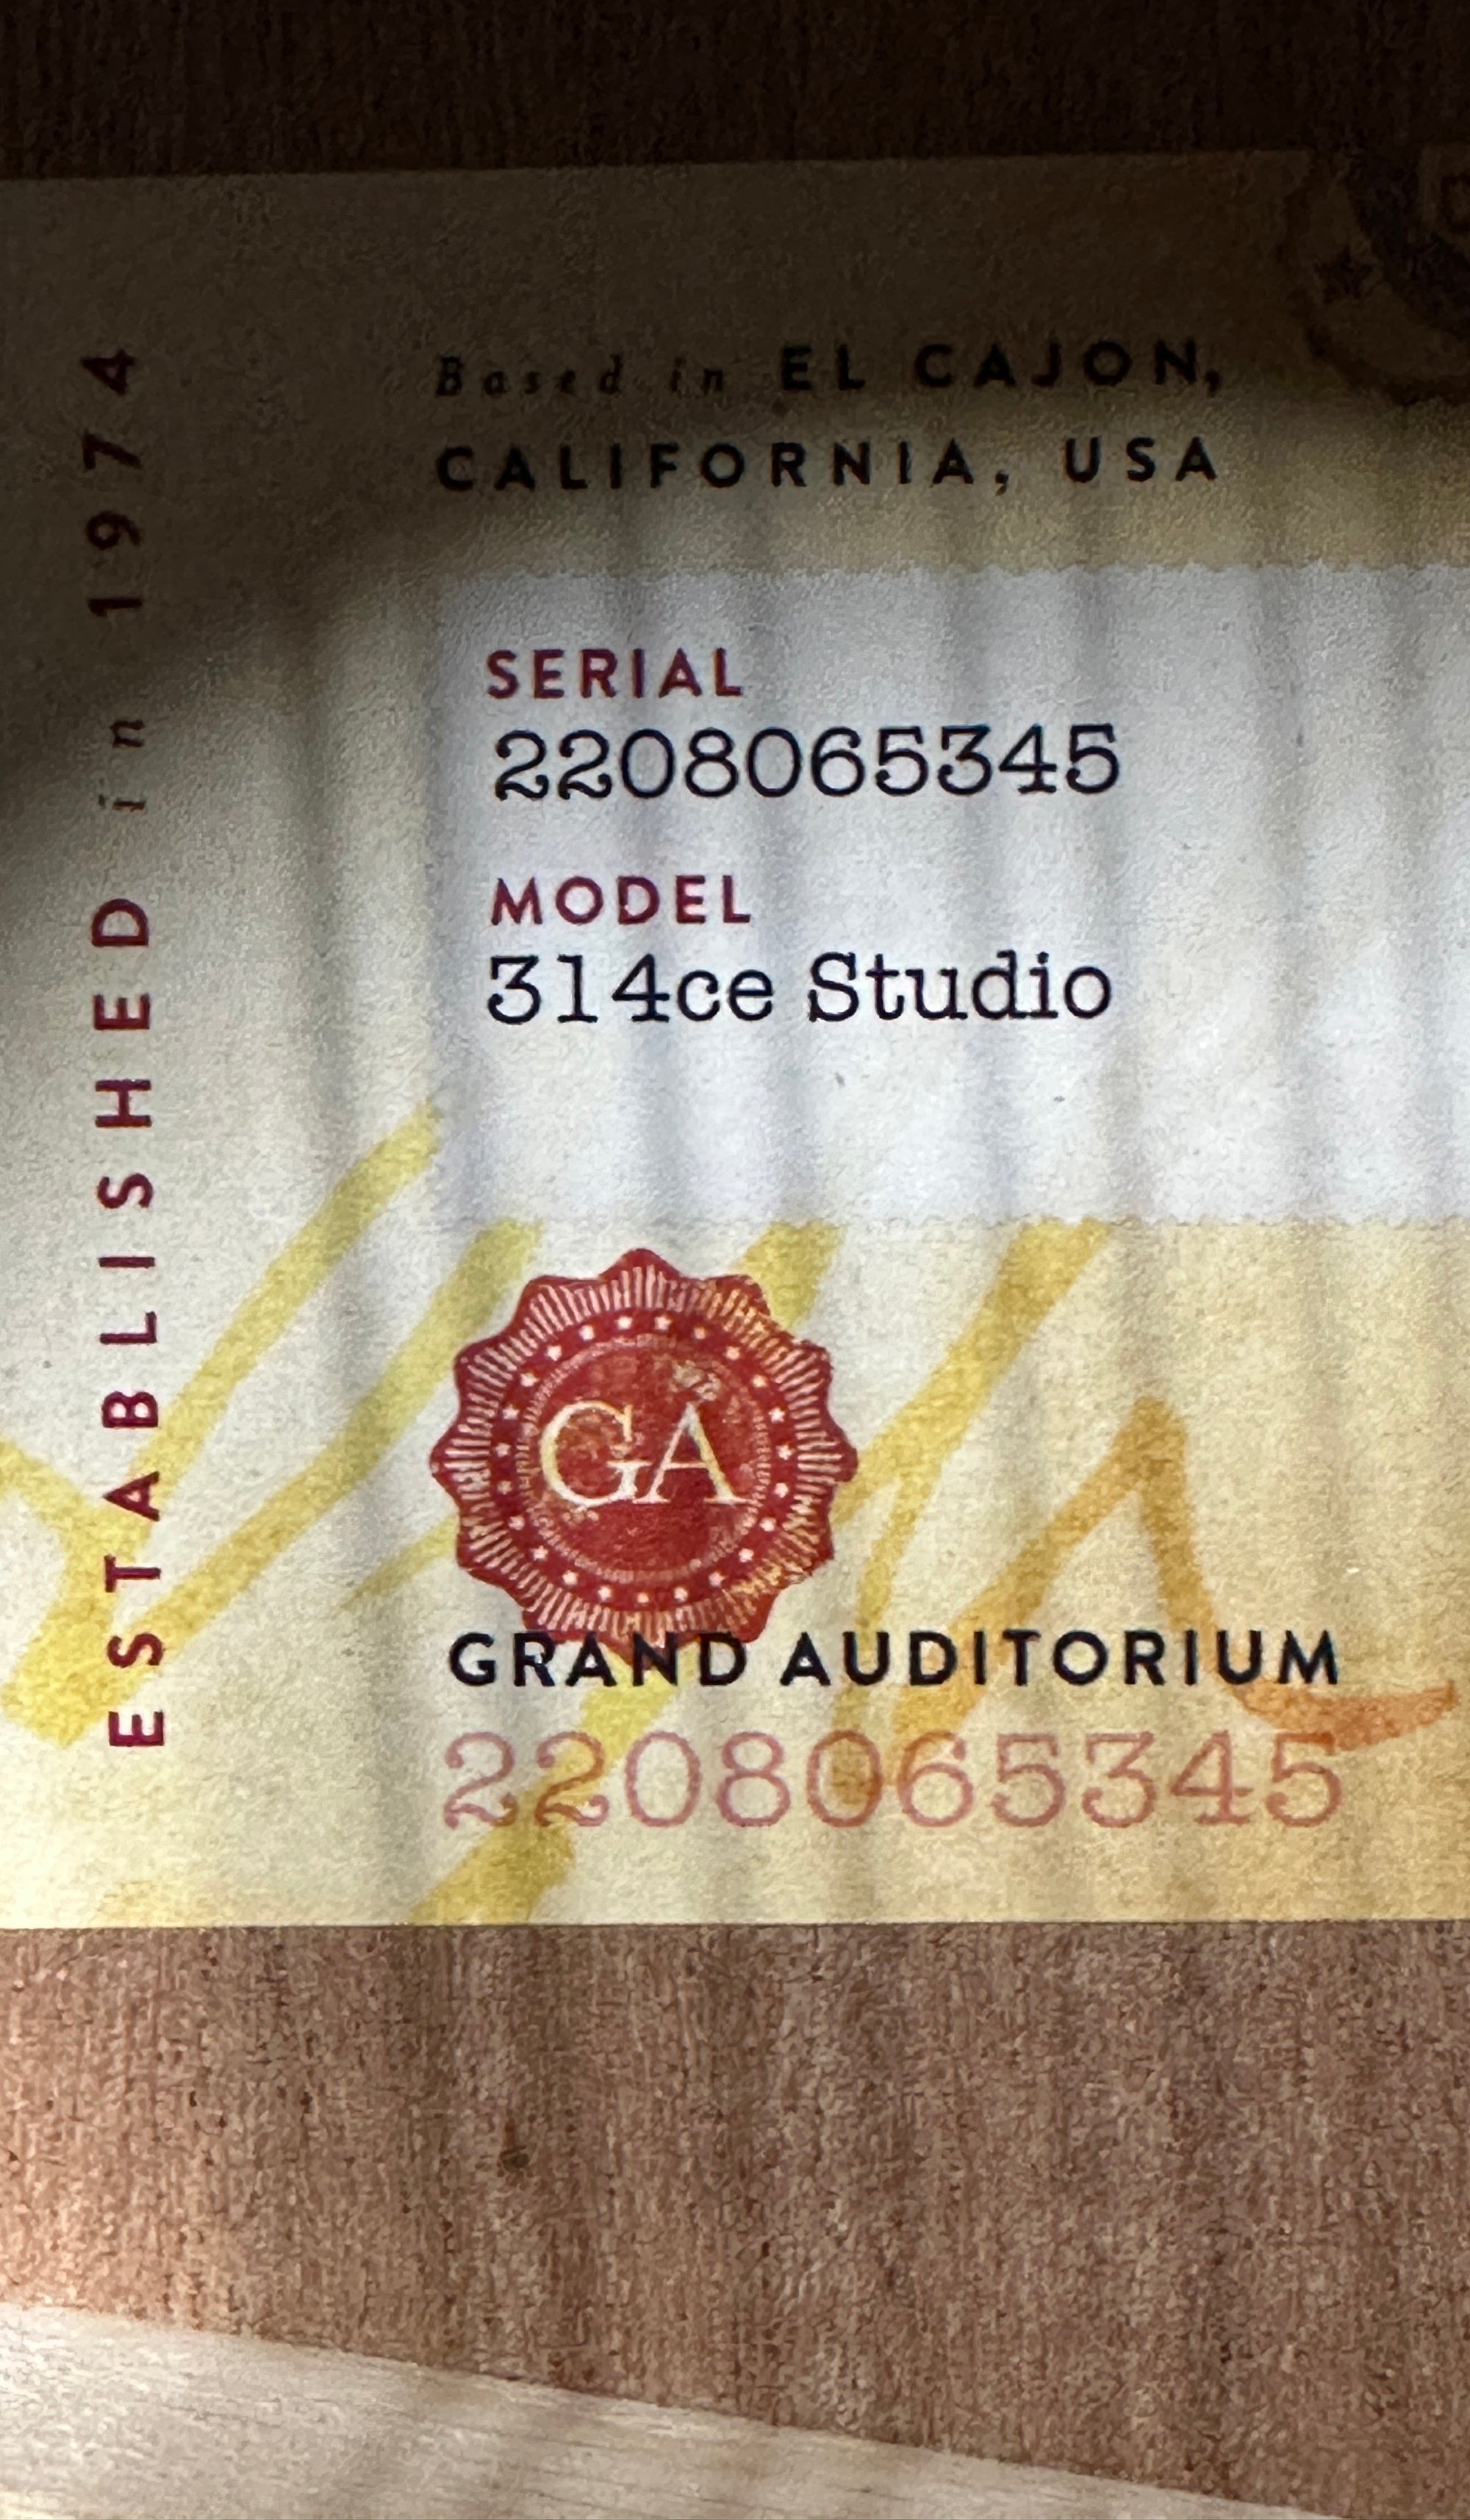 ESTABLISHED in 1974
Based in EL CAJON,
CALIFORNIA, USA
SERIAL
2208065345
MODEL
314ce Studio
GA
GRAND AUDITORIUM
2208065345